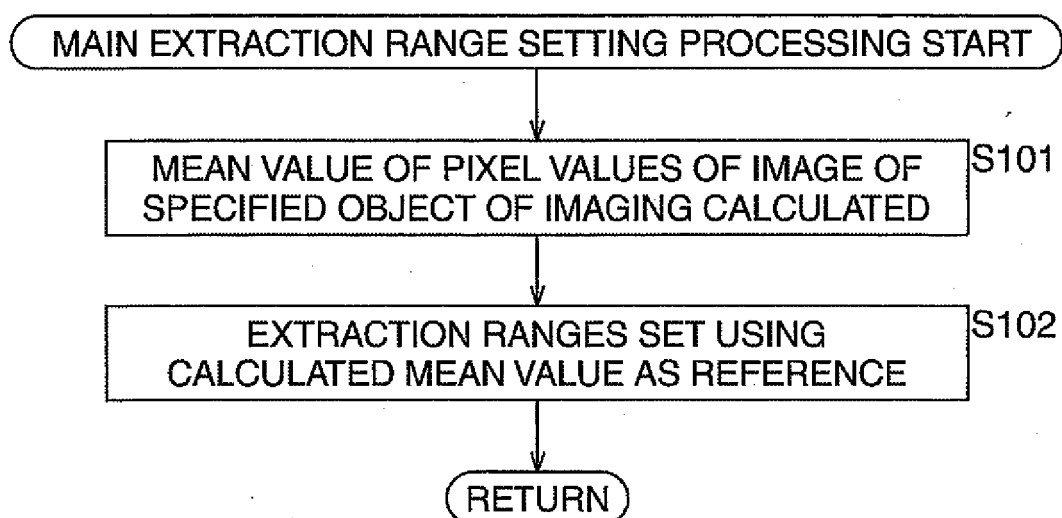 MAIN EXTRACTION RANGE SETTING PROCESSING START
MEAN VALUE OF PIXEL VALUES OF IMAGE OF
SPECIFIED OBJECT OF IMAGING CALCULATED
S101
EXTRACTION RANGES SET USING
CALCULATED MEAN VALUE AS REFERENCE
S102
RETURN